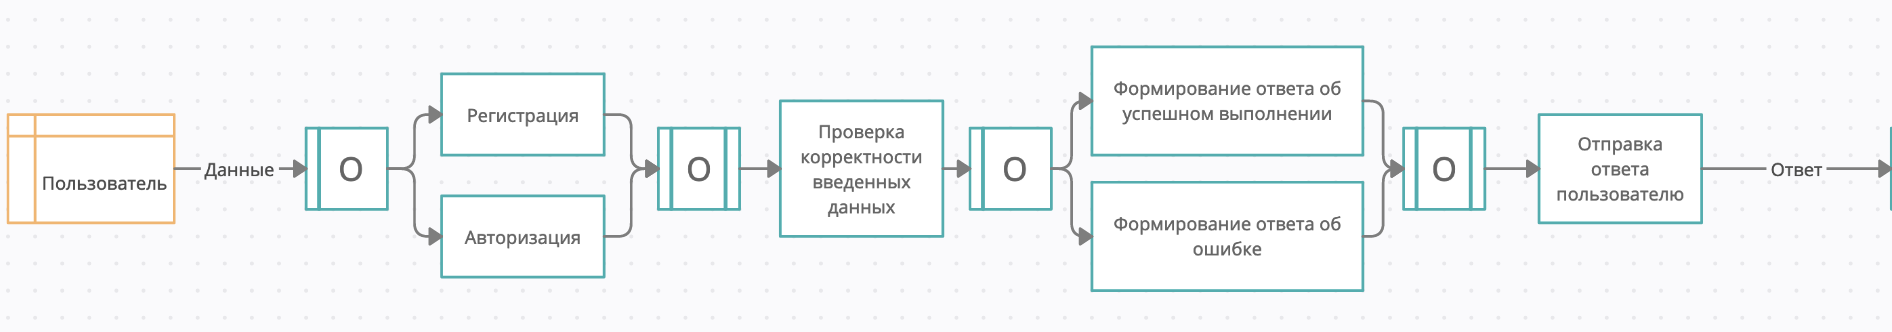 Пользователь
Данные
О
Регистрация
Авторизация
О
Проверка
корректности
введенных
данных
О
Формирование ответа об
успешном выполнении
Формирование ответа об
ошибке
О
Отправка
ответа
пользователю
Ответ